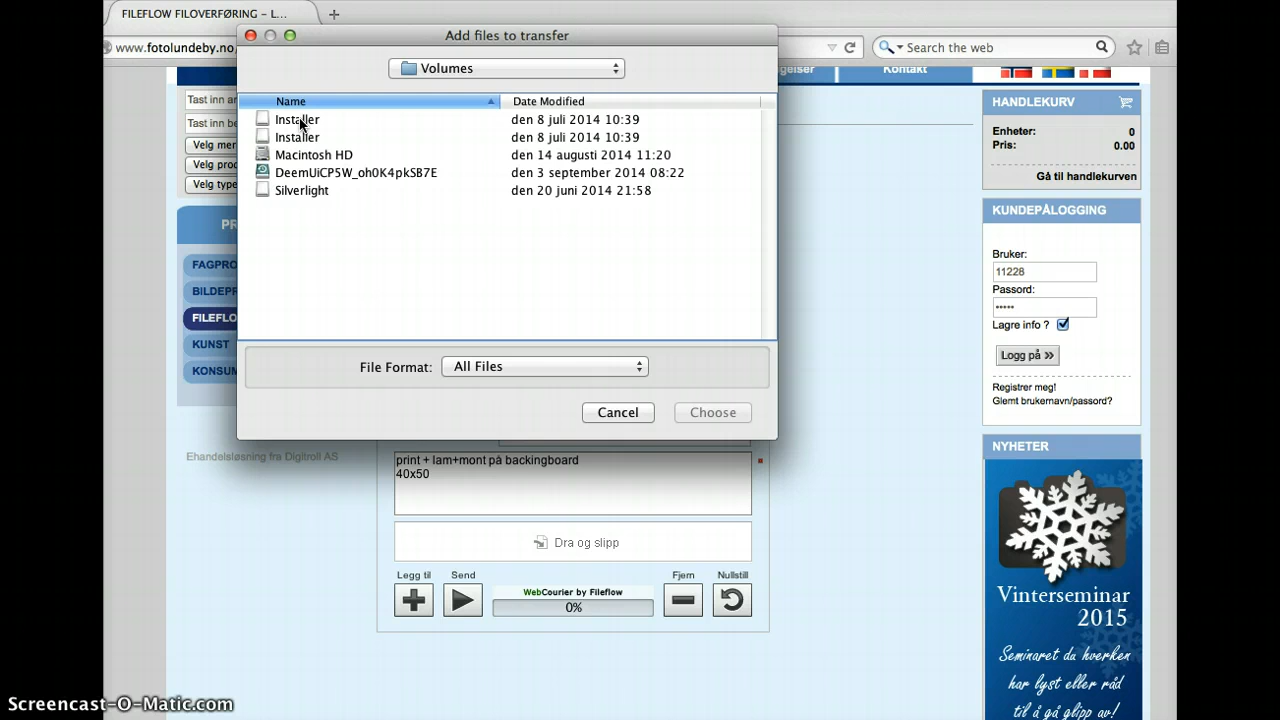 FILEFLOW FILOVERFØRING – L...
www.fotolundeby.no
Search the web
Add files to transfer
Volumes
Name
Date Modified
Installer
den 8 juli 2014 10:39
Installer
den 8 juli 2014 10:39
Macintosh HD
den 14 augusti 2014 11:20
DeemUiCP5W_oh0K4pkSB7E
den 3 september 2014 08:22
Silverlight
den 20 juni 2014 21:58
File Format:
All Files
Cancel
Choose
Kontakt
Tast inn
Tast inn
Velg
Velg
Velg type
FAGPRO
BILDEPR
FILEFLO
KUNST
KONSUM
Ehandelsløsning fra Digitroll AS
print + lam+mont på backingboard
40x50
Dra og slipp
Legg til
Send
WebCourier by Fileflow
0%
Fjern
Nullstill
HANDLEKURV
Enheter:
0
Pris:
0.00
Gå til handlekurven
KUNDEPÅLOGGING
Bruker:
11228
Passord:
•••••
Lagre info ?
Logg på »
Registrer meg!
Glemt brukernavn/passord?
NYHETER
Vinterseminar
2015
Seminaret du hverken
har lyst eller råd
til å gå glipp av!
Screencast-O-Matic.com